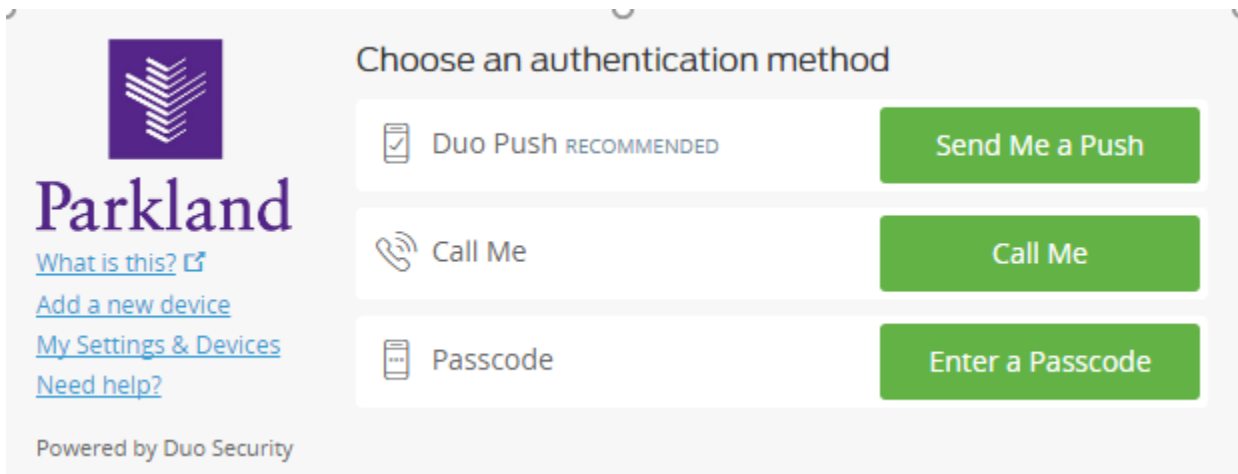 Parkland
What is this?
Add a new device
My Settings & Devices
Need help?
Powered by Duo Security
Choose an authentication method
Duo Push RECOMMENDED
Send Me a Push
Call Me
Call Me
Passcode
Enter a Passcode